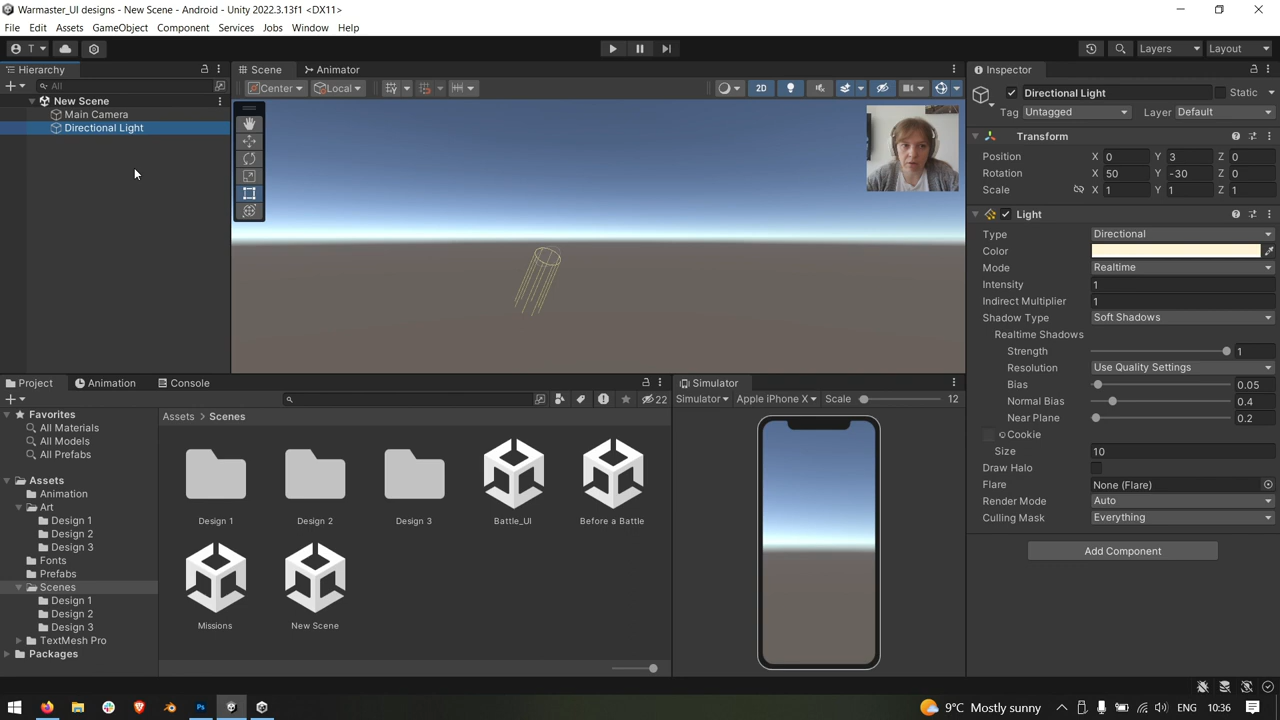 Warmaster_UI designs - New Scene - Android - Unity 2022.3.13f1 <DX11>
File Edit Assets GameObject Component Services Jobs Window Help
T Layers Layout
Hierarchy
All
New Scene
Main Camera
Directional Light
Scene Animator
Center Local 2D
Inspector
Directional Light Static
Tag Untagged Layer Default
Transform
Position X 0 Y 3 Z 0
Rotation X 50 Y -30 Z 0
Scale X 1 Y 1 Z 1
Light
Type Directional
Color
Mode Realtime
Intensity 1
Indirect Multiplier 1
Shadow Type Soft Shadows
Realtime Shadows
Strength 1
Resolution Use Quality Settings
Bias 0.05
Normal Bias 0.4
Near Plane 0.2
Cookie
Size 10
Draw Halo
Flare None (Flare)
Render Mode Auto
Culling Mask Everything
Add Component
Project Animation Console
22
Favorites
All Materials
All Models
All Prefabs
Assets
Animation
Art
Design 1
Design 2
Design 3
Fonts
Prefabs
Scenes
Design 1
Design 2
Design 3
TextMesh Pro
Packages
Assets > Scenes
Design 1 Design 2 Design 3 Battle_UI Before a Battle
Missions New Scene
Simulator
Simulator Apple iPhone X Scale 12
Ps
9°C Mostly sunny ENG 10:36